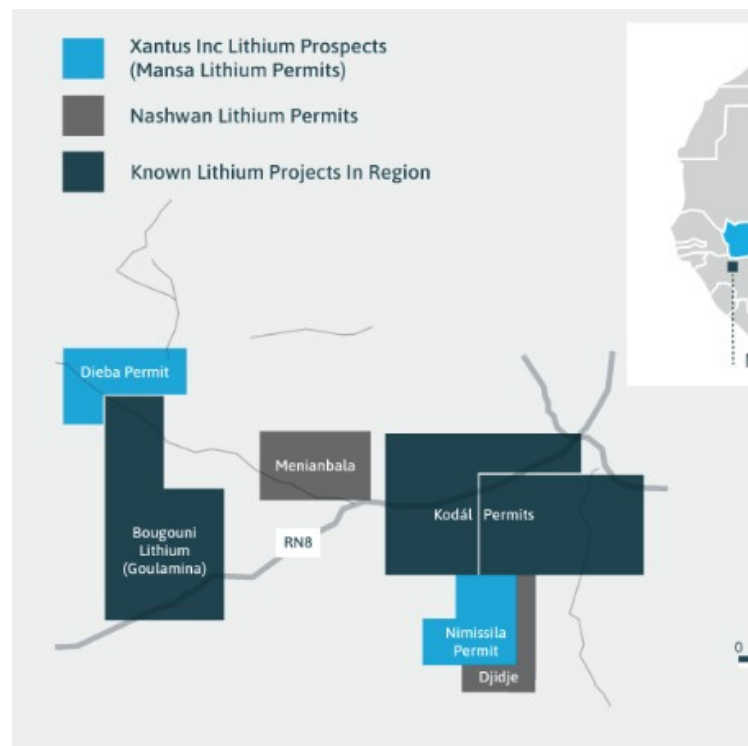 Xantus Inc Lithium Prospects
(Mansa Lithium Permits)
Nashwan Lithium Permits
Known Lithium Projects In Region
Dieba Permit
Menianbala
Kodál Permits
Bougouni
Lithium
(Goulamina)
RN8
Nimissila
Permit
Djidje
0